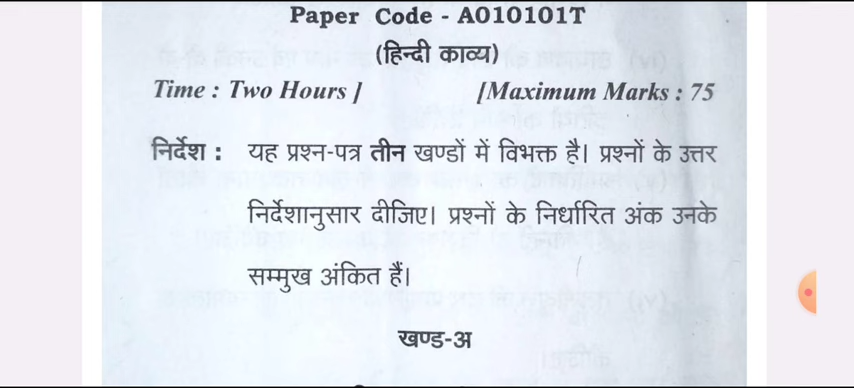 Paper Code - A010101T
(हिन्दी काव्य)
Time : Two Hours ] [Maximum Marks : 75
निर्देश : यह प्रश्न-पत्र तीन खण्डों में विभक्त है। प्रश्नों के उत्तर
निर्देशानुसार दीजिए। प्रश्नों के निर्धारित अंक उनके
सम्मुख अंकित हैं।
खण्ड-अ